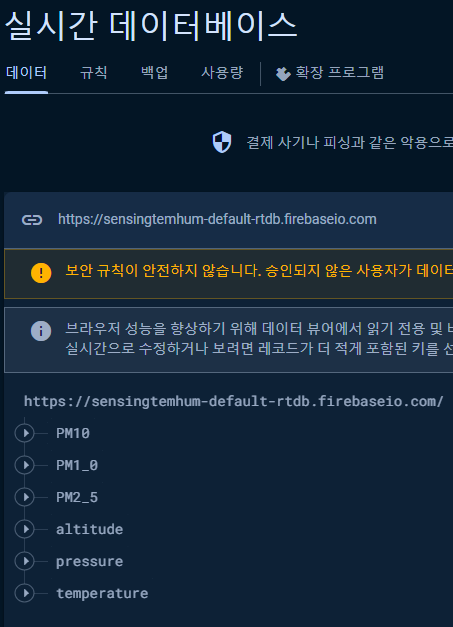 실시간 데이터베이스
데이터 규칙 백업 사용량 확장 프로그램
결제 사기나 피싱과 같은 악용으로
https://sensingtemhum-default-rtdb.firebaseio.com
보안 규칙이 안전하지 않습니다. 승인되지 않은 사용자가 데이터
브라우저 성능을 향상하기 위해 데이터 뷰어에서 읽기 전용 및
실시간으로 수정하거나 보려면 레코드가 더 적게 포함된 키를
https://sensingtemhum-default-rtdb.firebaseio.com/
PM10
PM1_0
PM2_5
altitude
pressure
temperature